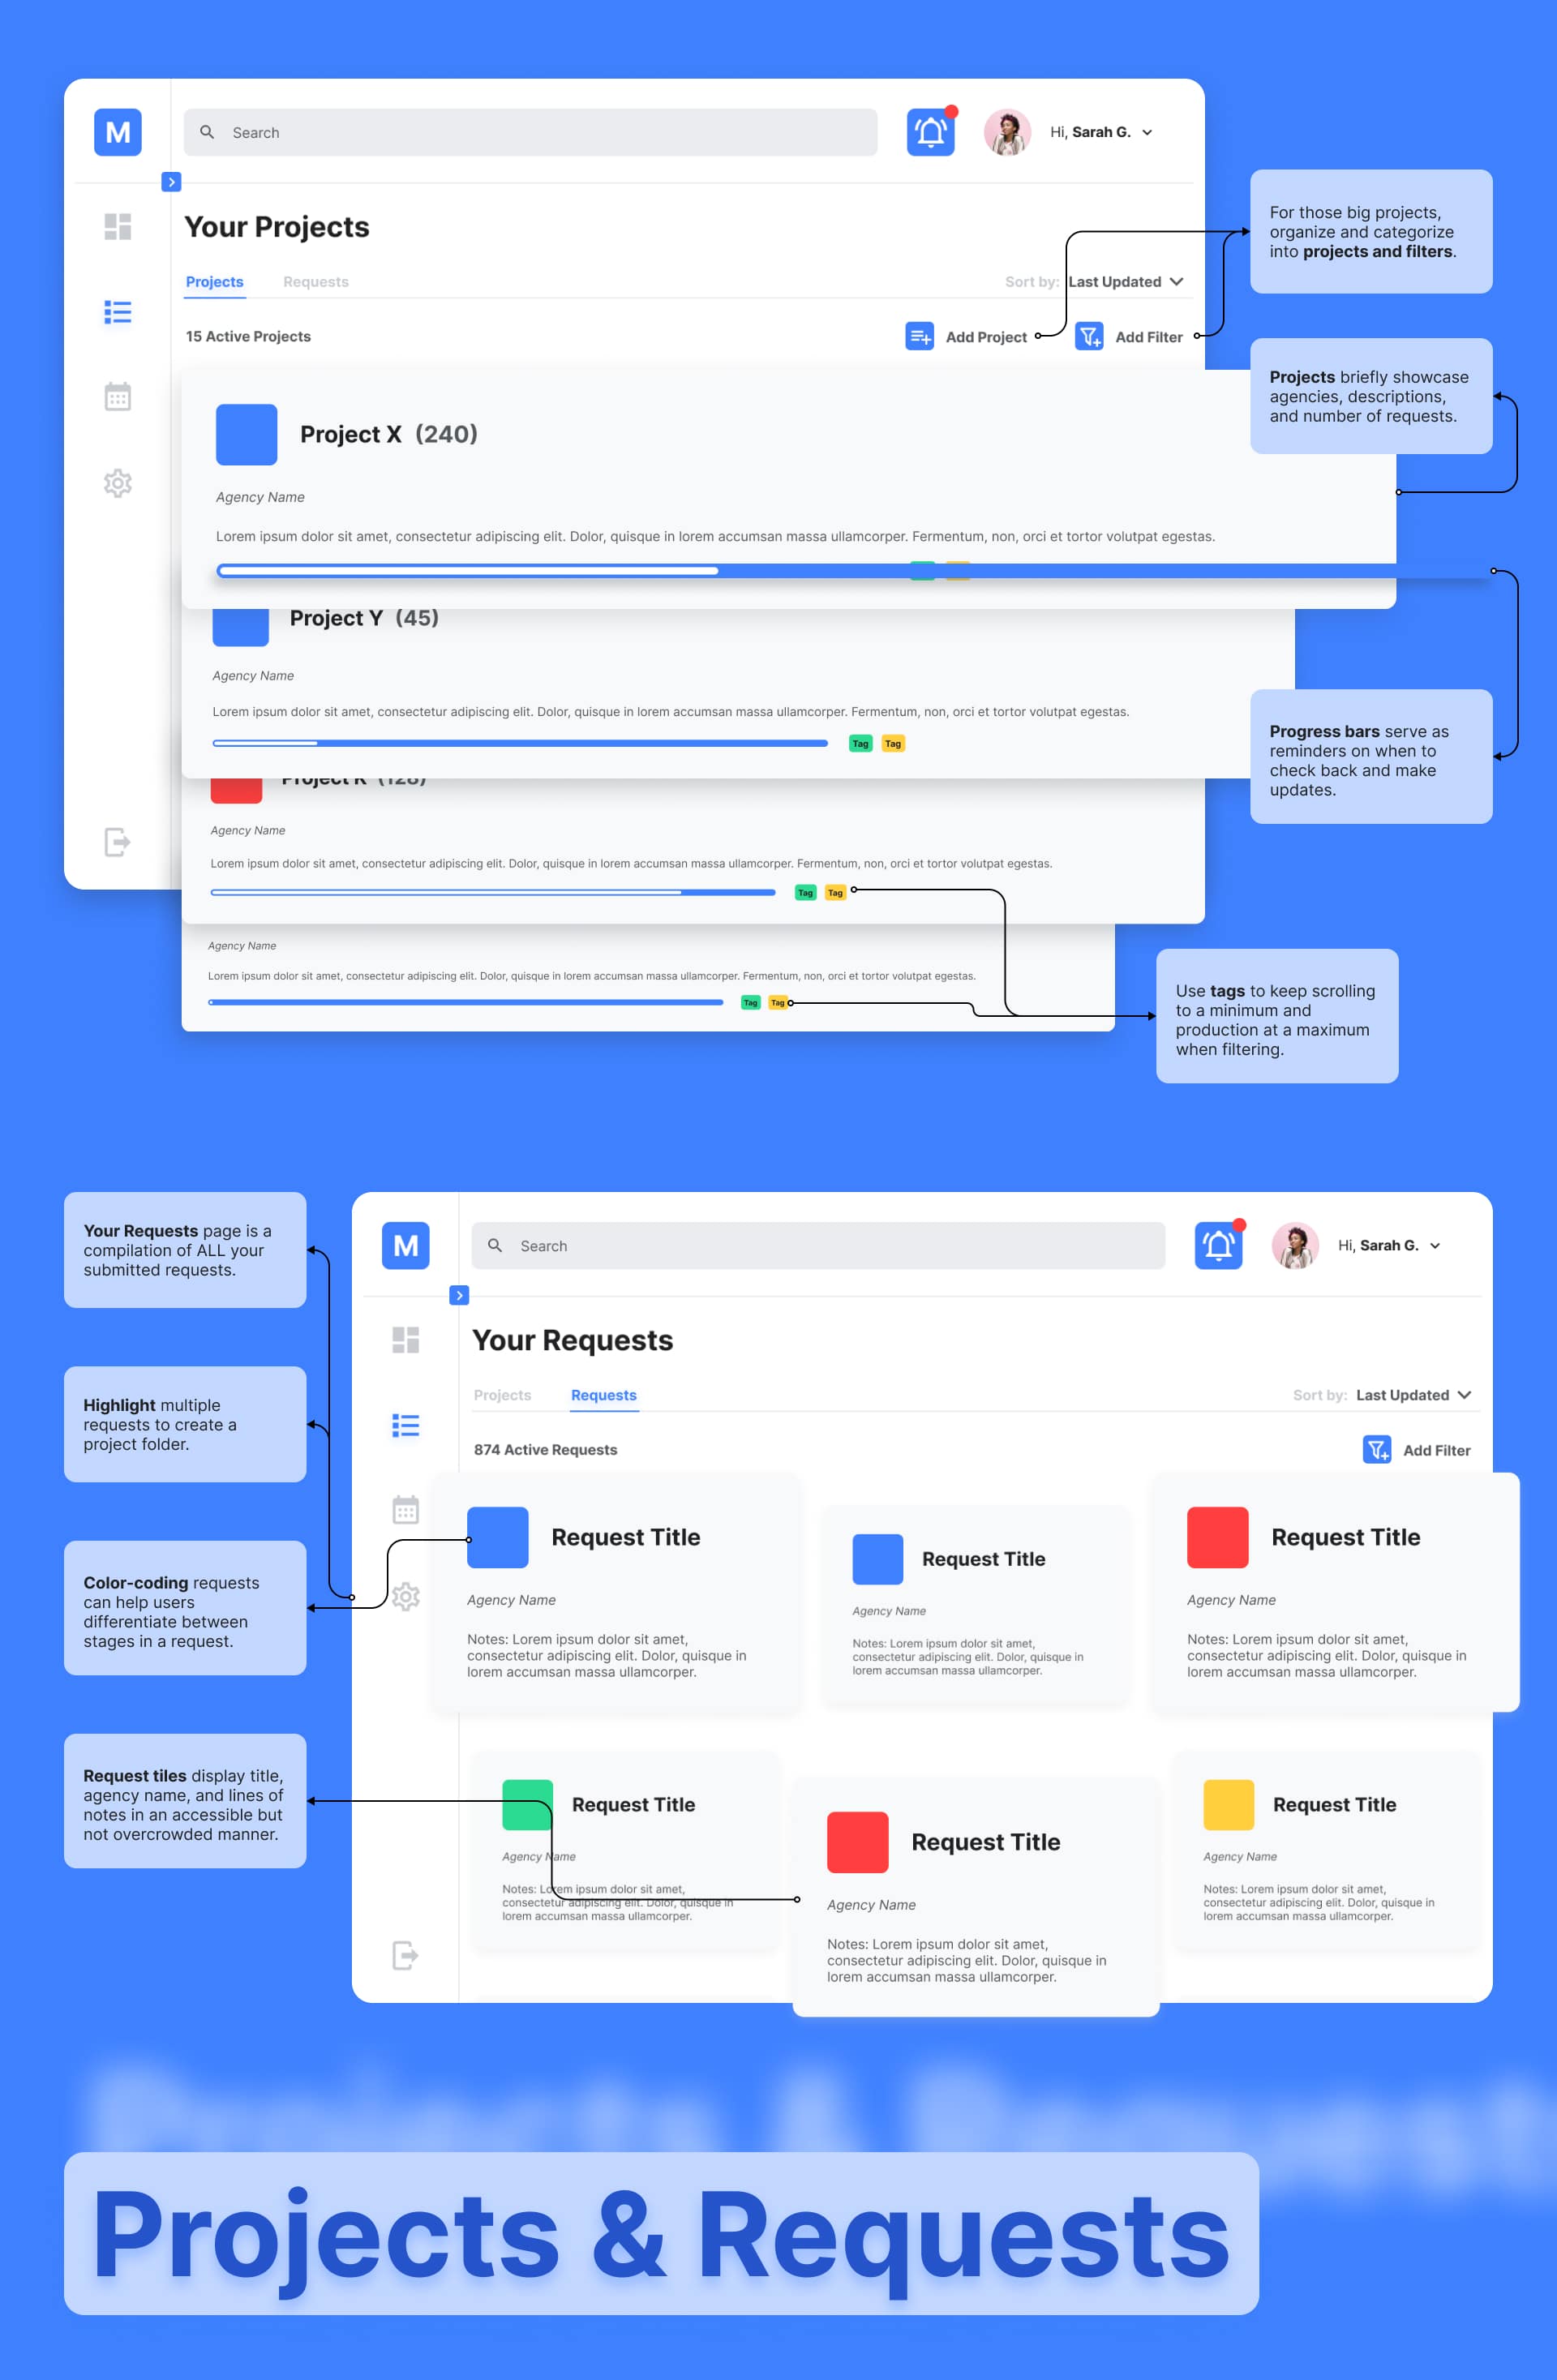 M
Search
Hi, Sarah G.
Your Projects
Projects
Requests
Sort by: Last Updated
15 Active Projects
Add Project
Add Filter
For those big projects,
organize and categorize
into projects and filters.
Projects briefly showcase
agencies, descriptions,
and number of requests.
Project X (240)
Agency Name
Lorem ipsum dolor sit amet, consectetur adipiscing elit. Dolor, quisque in lorem accumsan massa ullamcorper. Fermentum, non, orci et tortor volutpat egestas.
Project Y (45)
Agency Name
Lorem ipsum dolor sit amet, consectetur adipiscing elit. Dolor, quisque in lorem accumsan massa ullamcorper. Fermentum, non, orci et tortor volutpat egestas.
Tag Tag
Progress bars serve as
reminders on when to
check back and make
updates.
Project (128)
Agency Name
Lorem ipsum dolor sit amet, consectetur adipiscing elit. Dolor, quisque in lorem accumsan massa ullamcorper. Fermentum, non, orci et tortor volutpat egestas.
Tag Tag
Agency Name
Lorem ipsum dolor sit amet, consectetur adipiscing elit. Dolor, quisque in lorem accumsan massa ullamcorper. Fermentum, non, orci et tortor volutpat egestas.
Tag Tag
Use tags to keep scrolling
to a minimum and
production at a maximum
when filtering.
Your Requests page is a
compilation of ALL your
submitted requests.
Highlight multiple
requests to create a
project folder.
Color-coding requests
can help users
differentiate between
stages in a request.
Request tiles display title,
agency name, and lines of
notes in an accessible but
not overcrowded manner.
M
Search
Hi, Sarah G.
Your Requests
Projects
Requests
Sort by: Last Updated
874 Active Requests
Add Filter
Request Title
Agency Name
Notes: Lorem ipsum dolor sit amet,
consectetur adipiscing elit. Dolor, quisque in
lorem accumsan massa ullamcorper.
Request Title
Agency Name
Notes: Lorem ipsum dolor sit amet,
consectetur adipiscing elit. Dolor, quisque in
lorem accumsan massa ullamcorper.
Request Title
Agency Name
Notes: Lorem ipsum dolor sit amet,
consectetur adipiscing elit. Dolor, quisque in
lorem accumsan massa ullamcorper.
Request Title
Agency Name
Notes: Lorem ipsum dolor sit amet,
consectetur adipiscing elit. Dolor, quisque in
lorem accumsan massa ullamcorper.
Request Title
Agency Name
Notes: Lorem ipsum dolor sit amet,
consectetur adipiscing elit. Dolor, quisque in
lorem accumsan massa ullamcorper.
Request Title
Agency Name
Notes: Lorem ipsum dolor sit amet,
consectetur adipiscing elit. Dolor, quisque in
lorem accumsan massa ullamcorper.
Projects & Requests